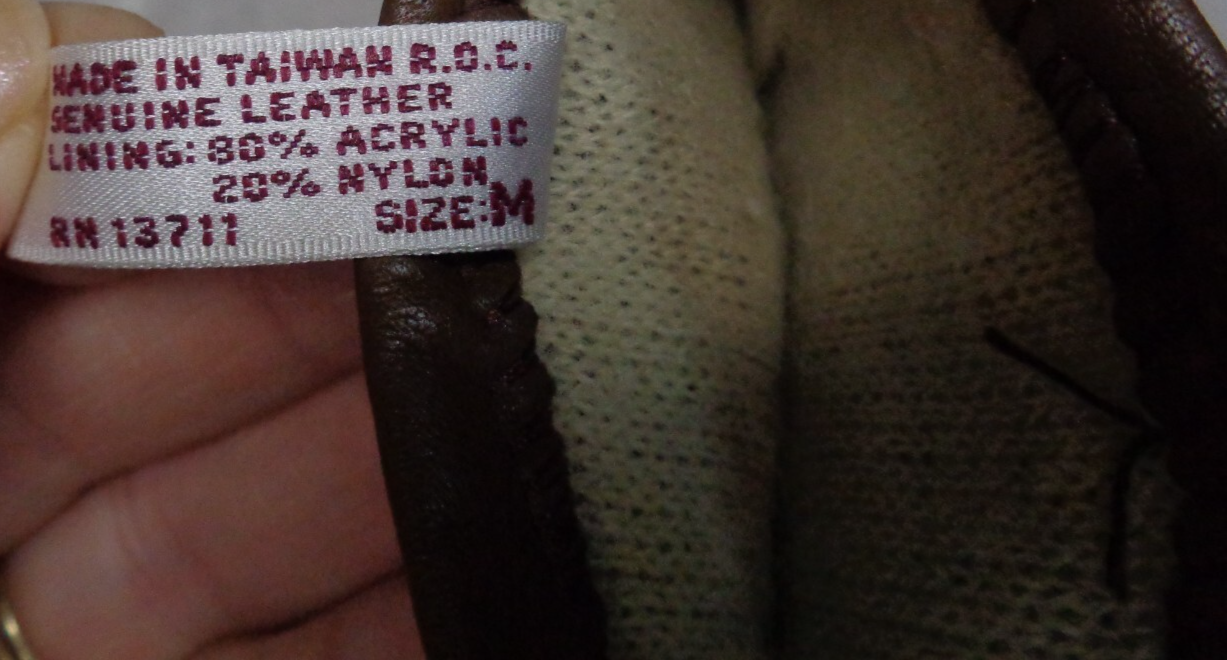 MADE IN TAIWAN R.O.C.
GENUINE LEATHER
LINING: 80% ACRYLIC
20% NYLON
RN 13711 SIZE: M